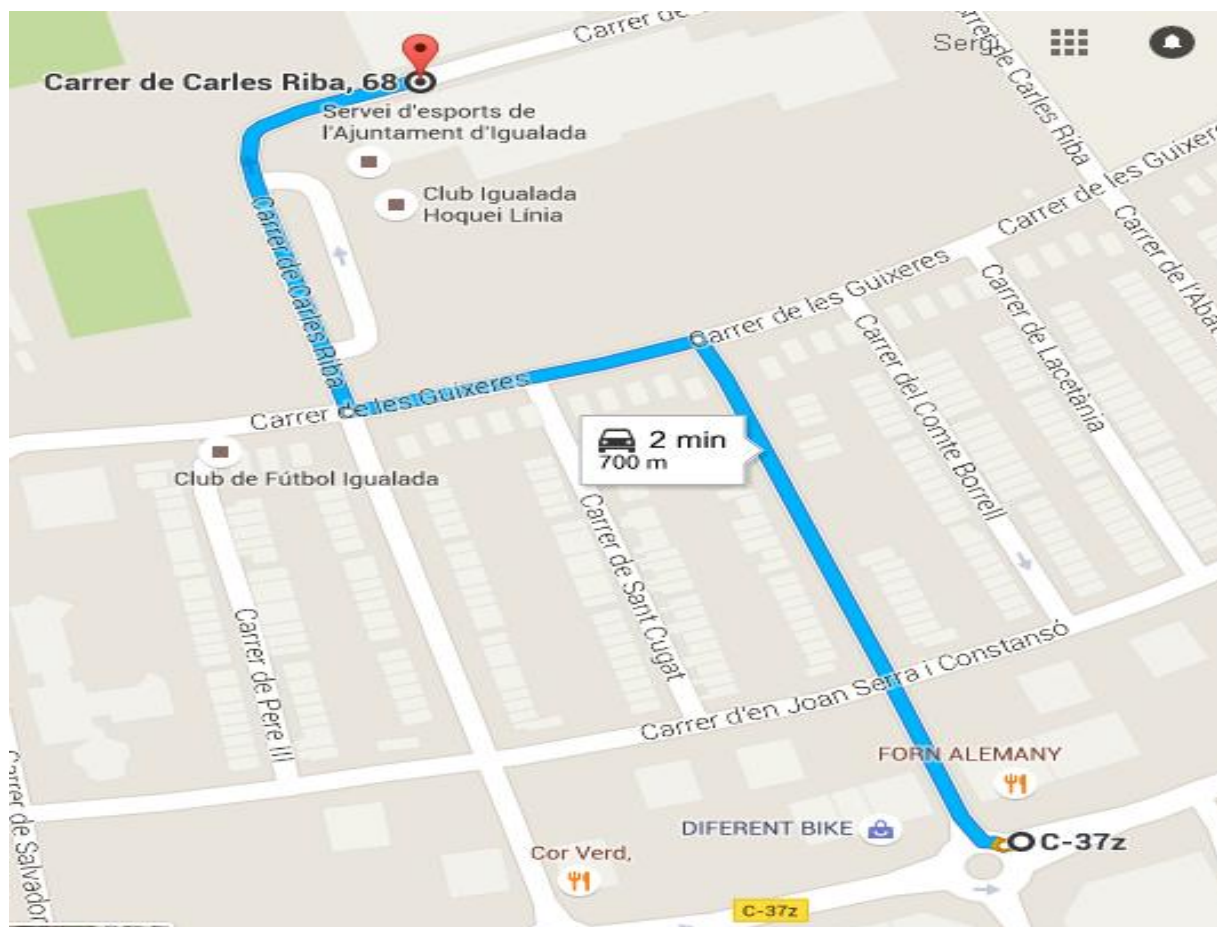 Carrer de
Sergi
Carrer de Carles Riba, 68
Servei d'esports de
l'Ajuntament d'Igualada
Carrer de Carles Riba
Club Igualada
Hoquei Línia
Carrer de les Guixeres
Carrer de l'Abat
Carrer de Carles Riba
Carrer de les Guixeres
Carrer de Lacetània
Carrer del Comte Borrell
Carrer de les Guixeres
2 min
700 m
Club de Fútbol Igualada
Carrer de Sant Cugat
Carrer de Pere III
Carrer d'en Joan Serra i Constansó
FORN ALEMANY
DIFERENT BIKE
C-37z
Cor Verd,
Carrer de Salvador
C-37z